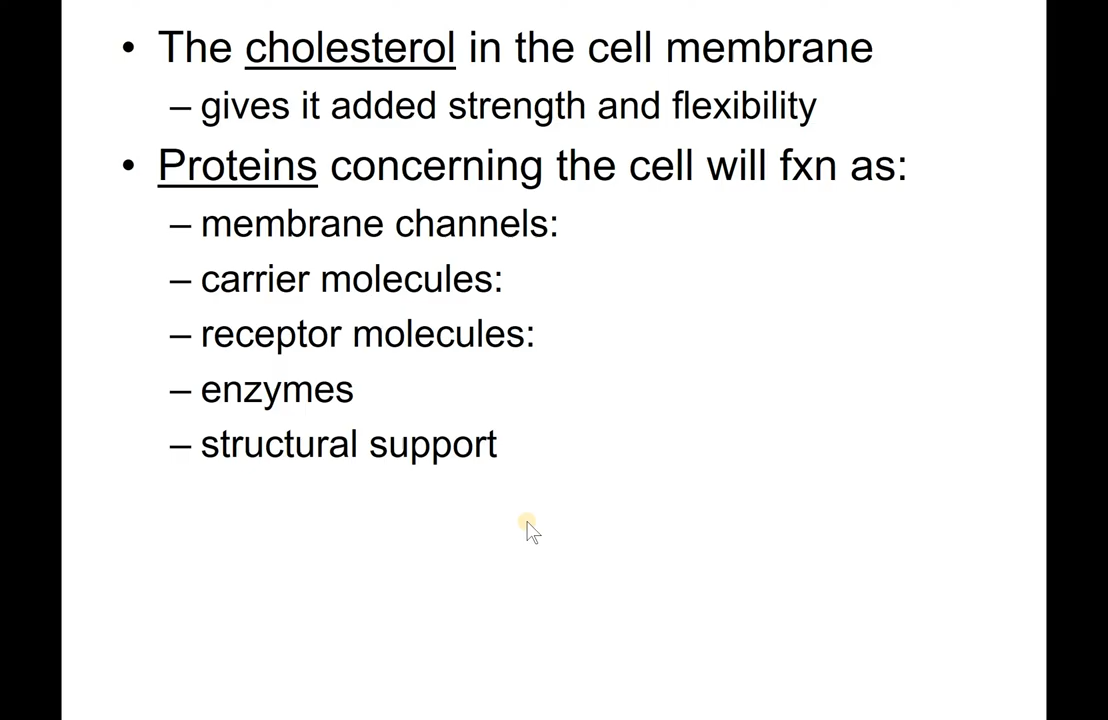 • The cholesterol in the cell membrane
– gives it added strength and flexibility
• Proteins concerning the cell will fxn as:
– membrane channels:
– carrier molecules:
– receptor molecules:
– enzymes
– structural support